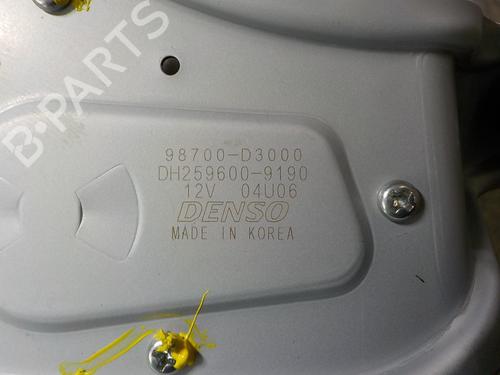 B-PARTS
98700-D3000
DH259600-9190
12V 04U06
DENSO
MADE IN KOREA